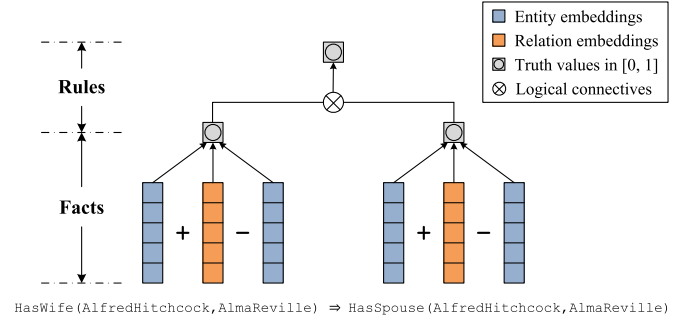 Entity embeddings
Relation embeddings
Truth values in [0, 1]
Logical connectives
Rules
Facts
+ − + −
HasWife(AlfredHitchcock,AlmaReville) ⇒ HasSpouse(AlfredHitchcock,AlmaReville)